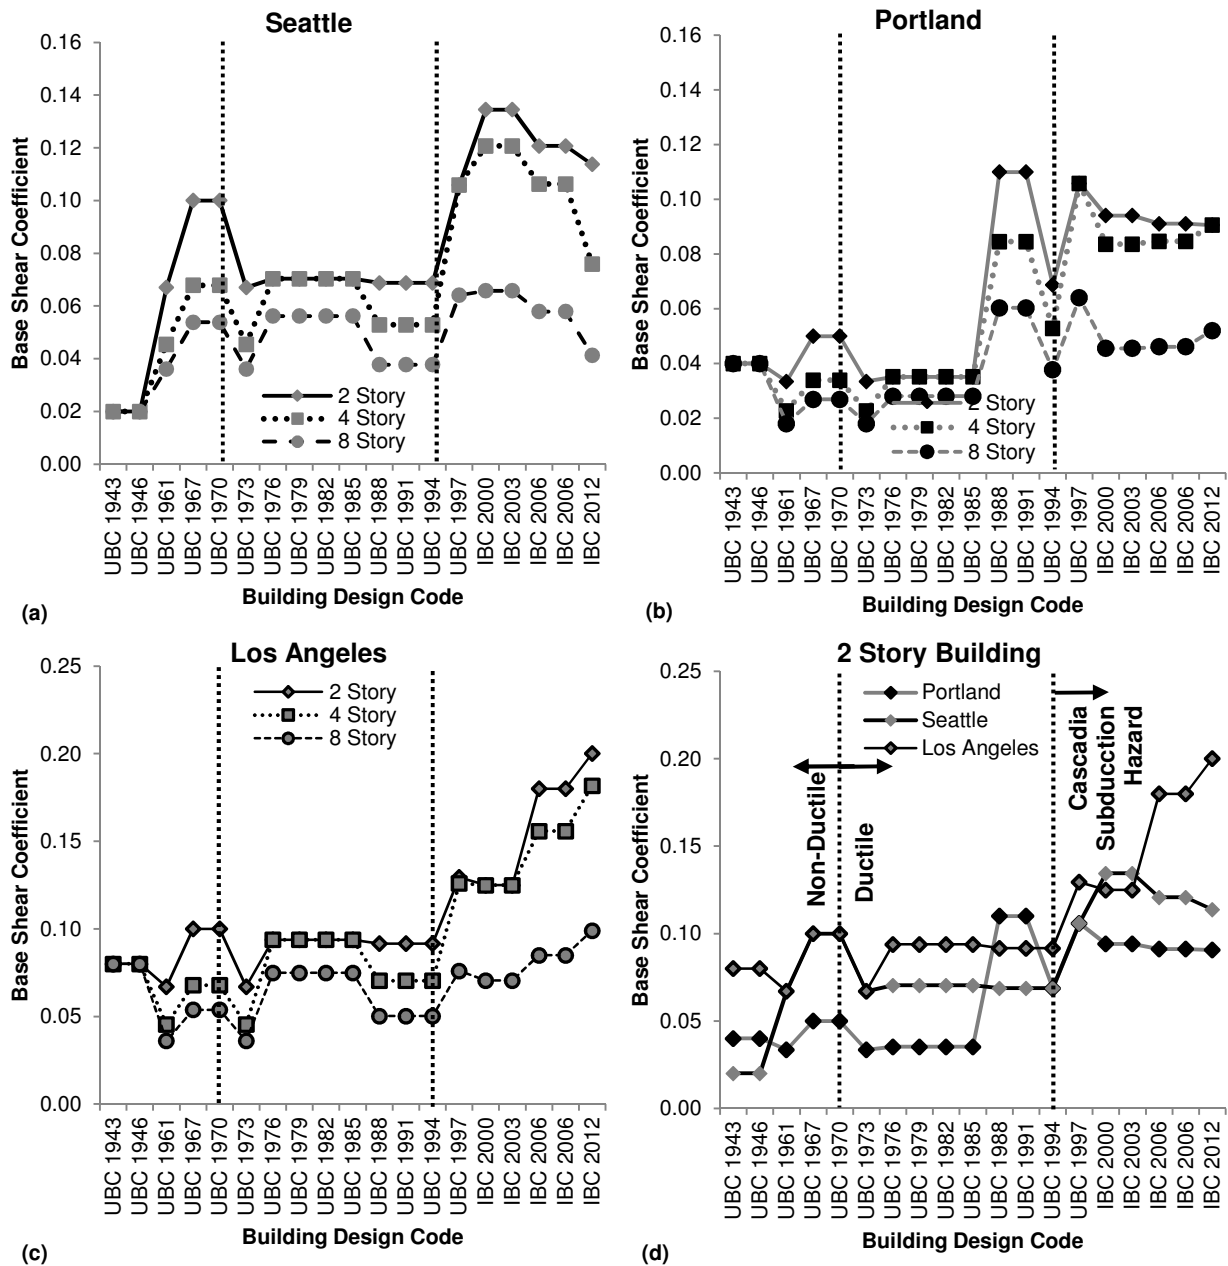 Seattle
Base Shear Coefficient
0.16
0.14
0.12
0.10
0.08
0.06
0.04
0.02
0.00
2 Story
4 Story
8 Story
UBC 1943
UBC 1946
UBC 1961
UBC 1967
UBC 1970
UBC 1973
UBC 1976
UBC 1979
UBC 1982
UBC 1985
UBC 1988
UBC 1991
UBC 1994
UBC 1997
IBC 2000
IBC 2003
IBC 2006
IBC 2006
IBC 2012
Building Design Code
(a)
Portland
Base Shear Coefficient
0.16
0.14
0.12
0.10
0.08
0.06
0.04
0.02
0.00
2 Story
4 Story
8 Story
UBC 1943
UBC 1946
UBC 1961
UBC 1967
UBC 1970
UBC 1973
UBC 1976
UBC 1979
UBC 1982
UBC 1985
UBC 1988
UBC 1991
UBC 1994
UBC 1997
IBC 2000
IBC 2003
IBC 2006
IBC 2006
IBC 2012
Building Design Code
(b)
Los Angeles
Base Shear Coefficient
0.25
0.20
0.15
0.10
0.05
0.00
2 Story
4 Story
8 Story
UBC 1943
UBC 1946
UBC 1961
UBC 1967
UBC 1970
UBC 1973
UBC 1976
UBC 1979
UBC 1982
UBC 1985
UBC 1988
UBC 1991
UBC 1994
UBC 1997
IBC 2000
IBC 2003
IBC 2006
IBC 2006
IBC 2012
Building Design Code
(c)
2 Story Building
Base Shear Coefficient
0.25
0.20
0.15
0.10
0.05
0.00
Portland
Seattle
Los Angeles
Non-Ductile
Ductile
Cascadia
Subducction
Hazard
UBC 1943
UBC 1946
UBC 1961
UBC 1967
UBC 1970
UBC 1973
UBC 1976
UBC 1979
UBC 1982
UBC 1985
UBC 1988
UBC 1991
UBC 1994
UBC 1997
IBC 2000
IBC 2003
IBC 2006
IBC 2006
IBC 2012
Building Design Code
(d)